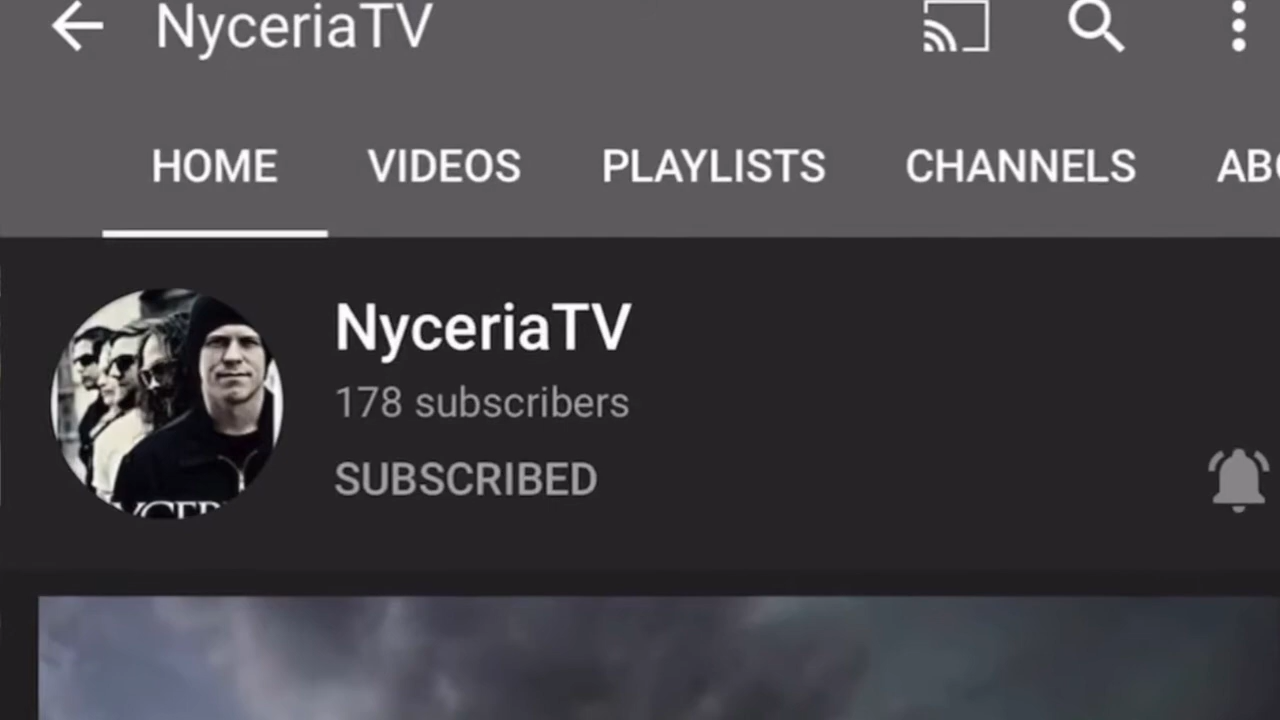 NyceriaTV
HOME VIDEOS PLAYLISTS CHANNELS
NyceriaTV
178 subscribers
SUBSCRIBED